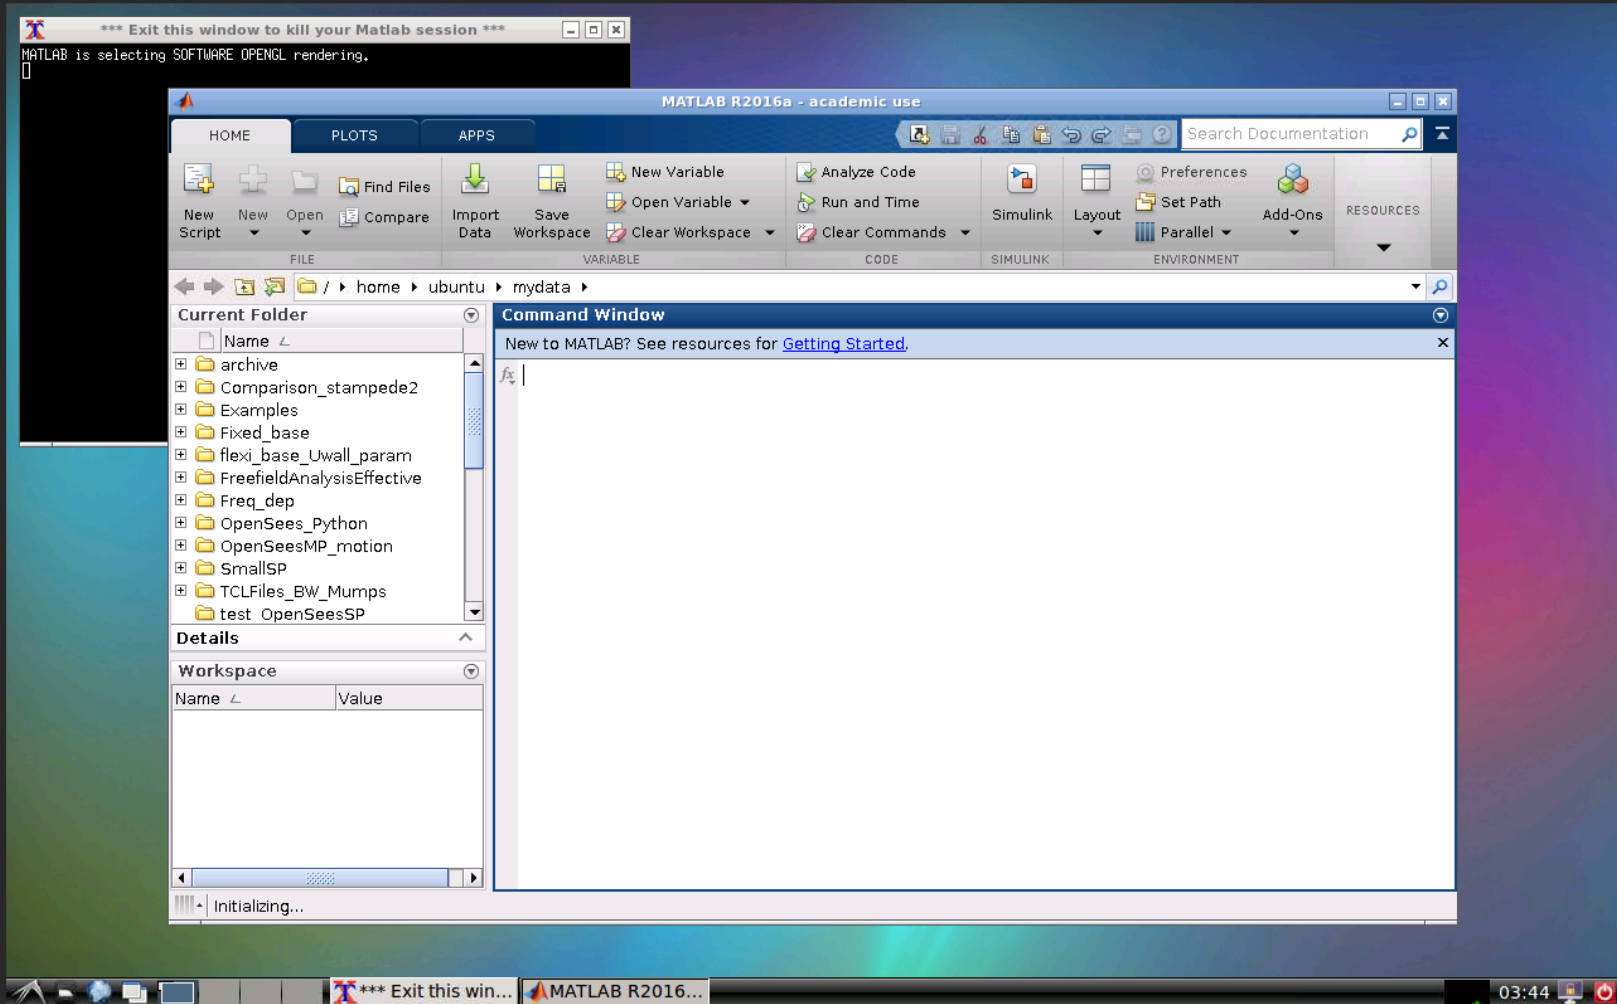 *** Exit this window to kill your Matlab session ***
MATLAB is selecting SOFTWARE OPENGL rendering.
MATLAB R2016a - academic use
HOME PLOTS APPS
Search Documentation
New Script
New
Open
Find Files
Compare
FILE
Import Data
Save Workspace
New Variable
Open Variable
Clear Workspace
VARIABLE
Analyze Code
Run and Time
Clear Commands
CODE
Simulink
SIMULINK
Layout
Preferences
Set Path
Parallel
Add-Ons
ENVIRONMENT
RESOURCES
/ home ubuntu mydata
Current Folder
Name
archive
Comparison_stampede2
Examples
Fixed_base
flexi_base_Uwall_param
FreefieldAnalysisEffective
Freq_dep
OpenSees_Python
OpenSeesMP_motion
SmallSP
TCLFiles_BW_Mumps
test_OpenSeesSP
Details
Workspace
Name Value
Command Window
New to MATLAB? See resources for Getting Started.
fx
Initializing...
*** Exit this win...
MATLAB R2016...
03:44